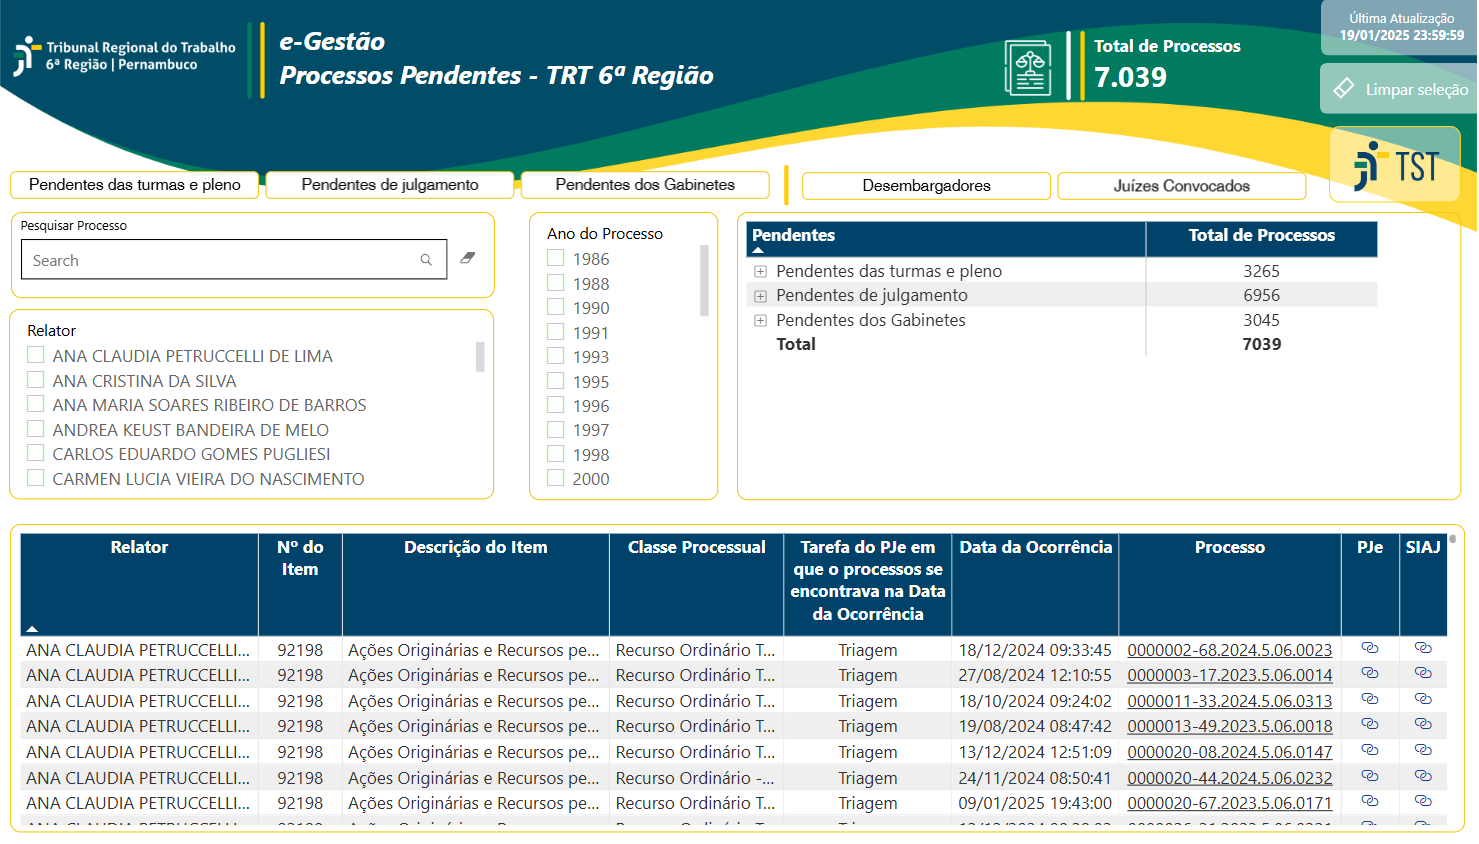 Tribunal Regional do Trabalho
6ª Região | Pernambuco
e-Gestão
Processos Pendentes - TRT 6ª Região
Total de Processos
7.039
Última Atualização
19/01/2025 23:59:59
Limpar seleção
TST
Pendentes das turmas e pleno
Pendentes de julgamento
Pendentes dos Gabinetes
Desembargadores
Juízes Convocados
Pesquisar Processo
Search
Relator
ANA CLAUDIA PETRUCCELLI DE LIMA
ANA CRISTINA DA SILVA
ANA MARIA SOARES RIBEIRO DE BARROS
ANDREA KEUST BANDEIRA DE MELO
CARLOS EDUARDO GOMES PUGLIESI
CARMEN LUCIA VIEIRA DO NASCIMENTO
Ano do Processo
1986
1988
1990
1991
1993
1995
1996
1997
1998
2000
Pendentes Total de Processos
Pendentes das turmas e pleno 3265
Pendentes de julgamento 6956
Pendentes dos Gabinetes 3045
Total 7039
Relator Nº do Item Descrição do Item Classe Processual Tarefa do PJe em que o processos se encontrava na Data da Ocorrência Data da Ocorrência Processo PJe SIAJ
ANA CLAUDIA PETRUCCELLI... 92198 Ações Originárias e Recursos pe... Recurso Ordinário T... Triagem 18/12/2024 09:33:45 0000002-68.2024.5.06.0023
ANA CLAUDIA PETRUCCELLI... 92198 Ações Originárias e Recursos pe... Recurso Ordinário T... Triagem 27/08/2024 12:10:55 0000003-17.2023.5.06.0014
ANA CLAUDIA PETRUCCELLI... 92198 Ações Originárias e Recursos pe... Recurso Ordinário T... Triagem 18/10/2024 09:24:02 0000011-33.2024.5.06.0313
ANA CLAUDIA PETRUCCELLI... 92198 Ações Originárias e Recursos pe... Recurso Ordinário T... Triagem 19/08/2024 08:47:42 0000013-49.2023.5.06.0018
ANA CLAUDIA PETRUCCELLI... 92198 Ações Originárias e Recursos pe... Recurso Ordinário T... Triagem 13/12/2024 12:51:09 0000020-08.2024.5.06.0147
ANA CLAUDIA PETRUCCELLI... 92198 Ações Originárias e Recursos pe... Recurso Ordinário -... Triagem 24/11/2024 08:50:41 0000020-44.2024.5.06.0232
ANA CLAUDIA PETRUCCELLI... 92198 Ações Originárias e Recursos pe... Recurso Ordinário T... Triagem 09/01/2025 19:43:00 0000020-67.2023.5.06.0171